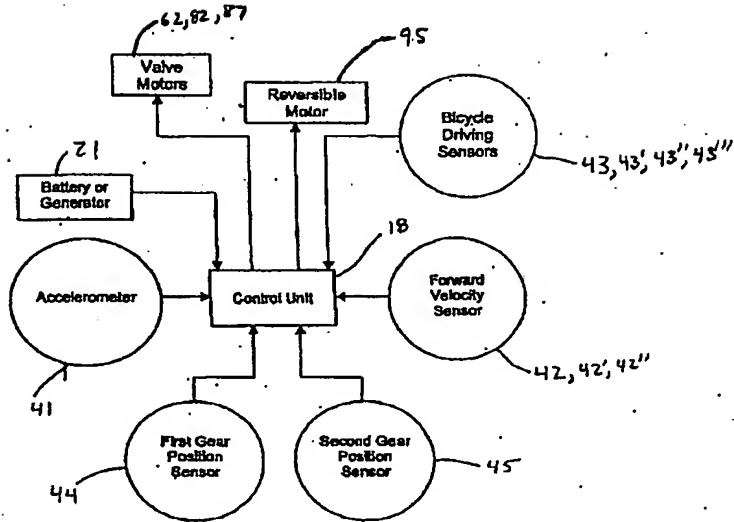 62, 82, 87
95
Valve
Motors
Reversible
Motor
Bicycle
Driving
Sensors
43, 43', 43", 43'''
21
Battery or
Generator
18
Accelerometer
Control Unit
Forward
Velocity
Sensor
42, 42', 42"
41
First Gear
Position
Sensor
Second Gear
Position
Sensor
44
45